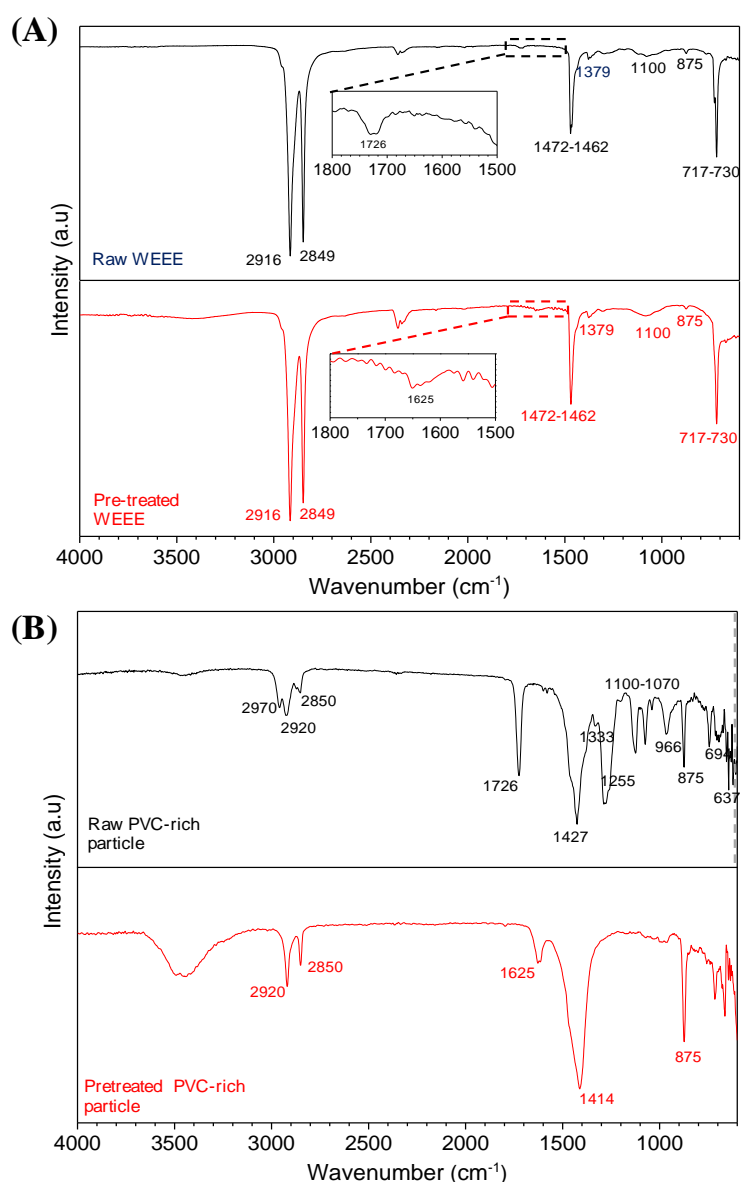 (A)
Intensity (a.u)
1726
1800 1700 1600 1500
1379
1100
875
1472-1462
717-730
2916
2849
Raw WEEE
1625
1800 1700 1600 1500
1379
1100
875
1472-1462
717-730
Pre-treated
WEEE
2916
2849
4000 3500 3000 2500 2000 1500 1000
Wavenumber (cm⁻¹)
(B)
Intensity (a.u)
2970
2850
2920
1100-1070
1333
966
694
1726
1255
875
637
1427
Raw PVC-rich
particle
2920
2850
1625
875
1414
Pretreated PVC-rich
particle
4000 3500 3000 2500 2000 1500 1000
Wavenumber (cm⁻¹)